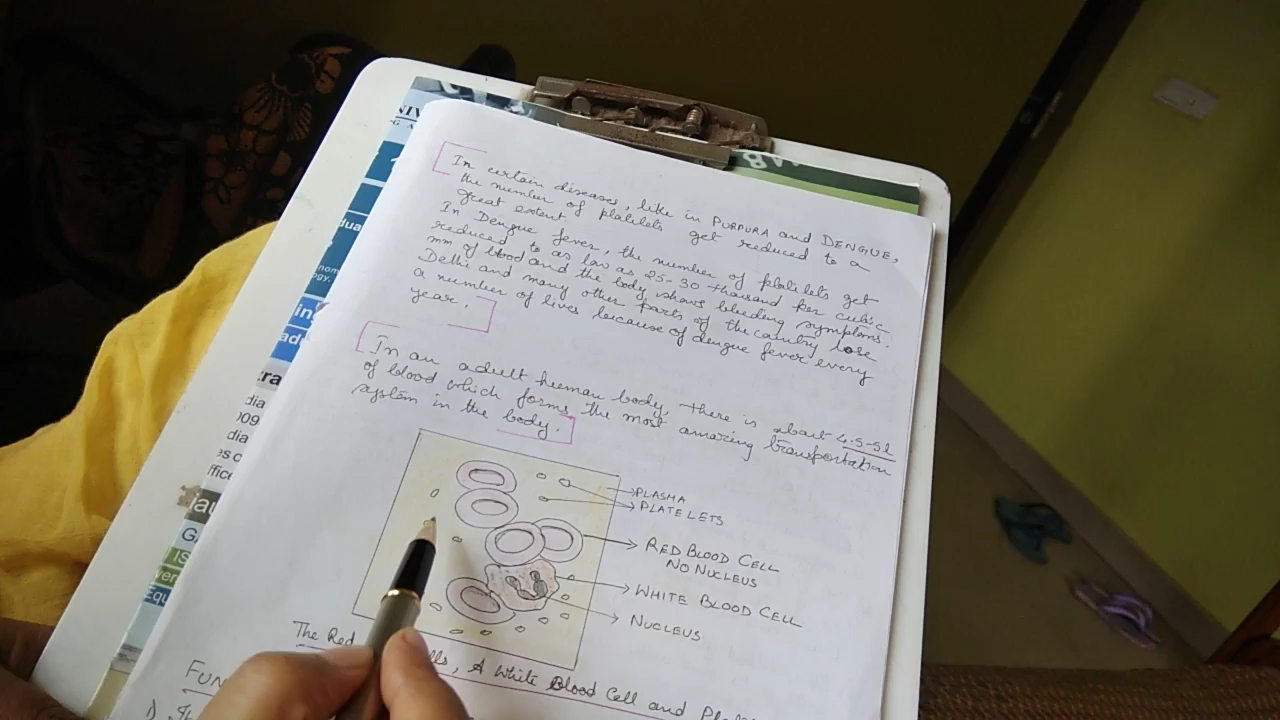 In certain diseases, like in PURPURA and DENGUE,
the number of platelets get reduced to a
great extent.
In Dengue fever, the number of platilets get
reduced to as low as 25-30 thousand per cubic
mm of blood and the body shows bleeding symptoms.
Delhi and many other parts of the country lose
a number of lives because of dengue fever every
year.
In an adult human body, there is about 4.5-5l
of blood which forms the most amazing transportation
system in the body.
PLASMA
PLATELETS
RED BLOOD CELL
NO NUCLEUS
WHITE BLOOD CELL
NUCLEUS
The Red lls, A White Blood Cell and
FUN